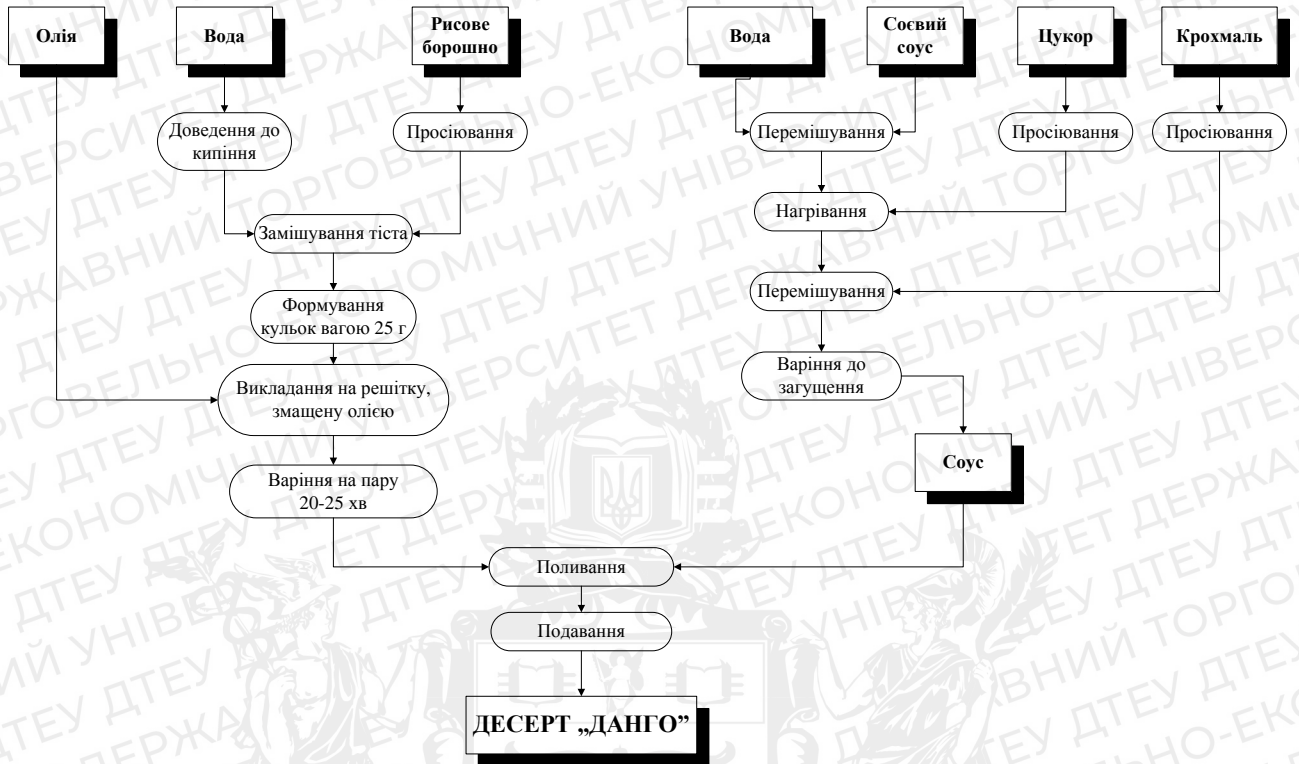 Олія
Вода
Рисове
борошно
Вода
Соєвий
соус
Цукор
Крохмаль
Доведення до
кипіння
Просіювання
Перемішування
Просіювання
Просіювання
Замішування тіста
Нагрівання
Формування
кульок вагою 25 г
Перемішування
Викладання на решітку,
змащену олією
Варіння до
загущення
Варіння на пару
20-25 хв
Соус
Поливання
Подавання
ДЕСЕРТ „ДАНГО”